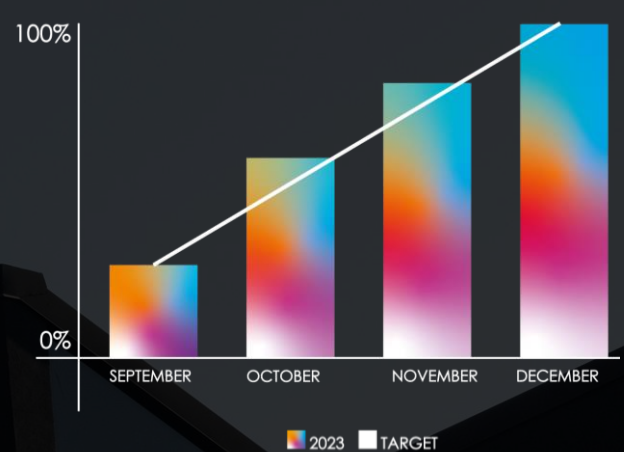 100%
0%
SEPTEMBER OCTOBER NOVEMBER DECEMBER
2023 TARGET